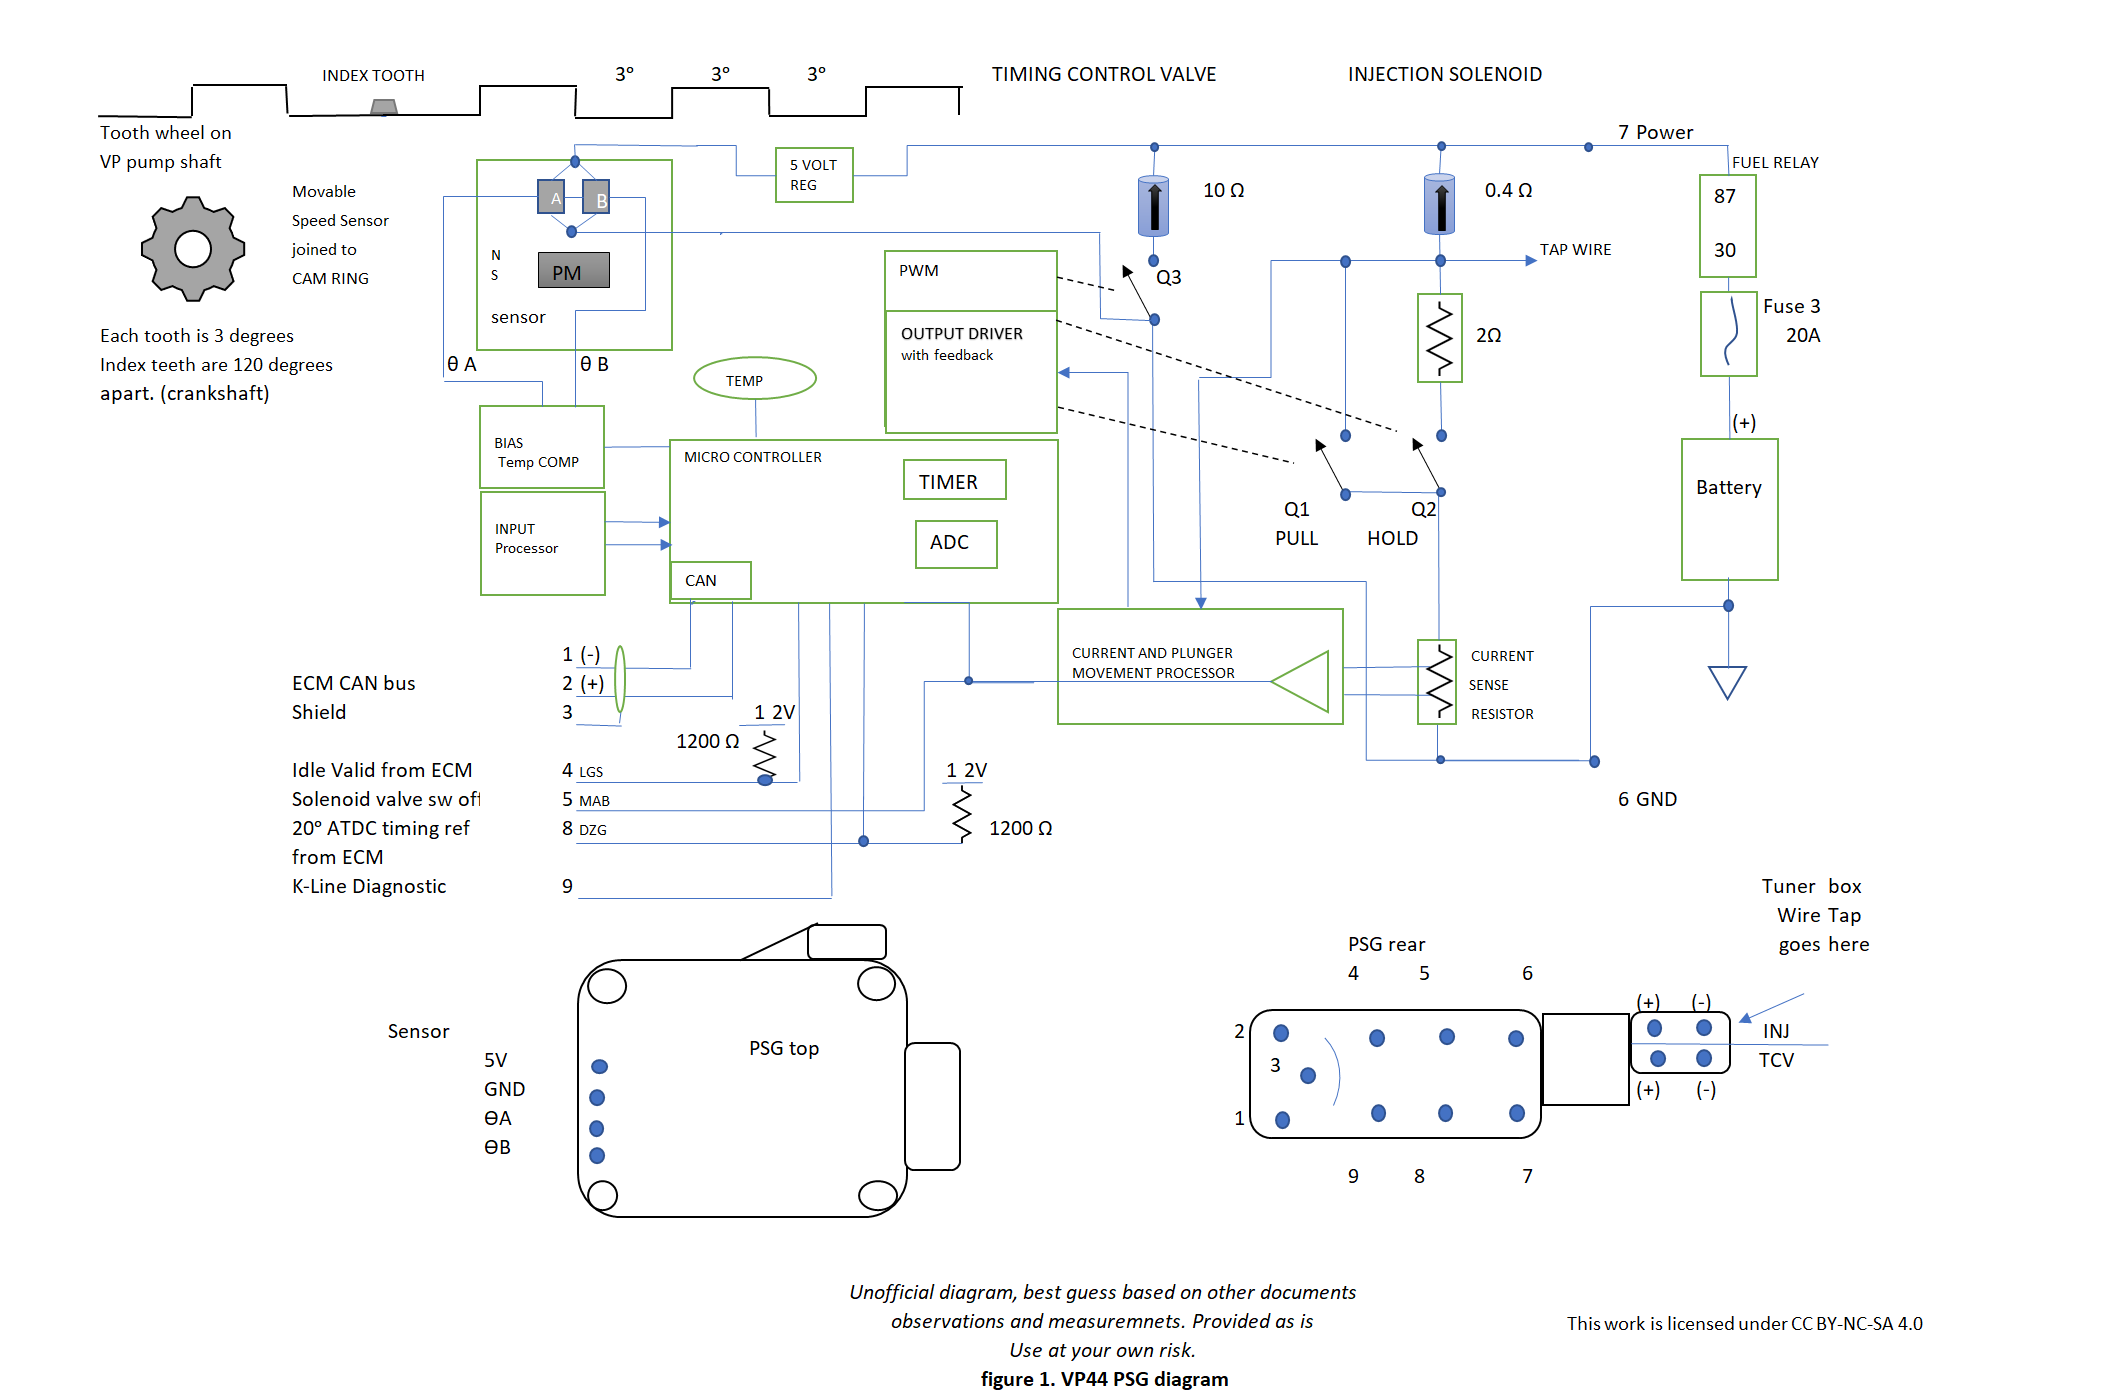 INDEX TOOTH
3°
3°
3°
TIMING CONTROL VALVE
INJECTION SOLENOID
Tooth wheel on
VP pump shaft
7 Power
FUEL RELAY
5 VOLT
REG
Movable
Speed Sensor
joined to
CAM RING
A
B
10 Ω
0.4 Ω
87
30
N
S
PM
sensor
PWM
Q3
TAP WIRE
OUTPUT DRIVER
with feedback
2Ω
Fuse 3
20A
Each tooth is 3 degrees
Index teeth are 120 degrees
apart. (crankshaft)
θ A
θ B
TEMP
(+)
BIAS
Temp COMP
MICRO CONTROLLER
TIMER
ADC
Battery
Q1
PULL
Q2
HOLD
INPUT
Processor
CAN
1 (-)
ECM CAN bus
2 (+)
Shield
3
CURRENT AND PLUNGER
MOVEMENT PROCESSOR
CURRENT
SENSE
RESISTOR
1 2V
1200 Ω
Idle Valid from ECM
4 LGS
1 2V
Solenoid valve sw off
5 MAB
6 GND
20° ATDC timing ref
8 DZG
1200 Ω
from ECM
K-Line Diagnostic
9
Tuner box
Wire Tap
goes here
PSG rear
4 5 6
(+) (-)
Sensor
PSG top
2
INJ
5V
3
TCV
GND
(+) (-)
ӨA
1
ӨB
9 8 7
Unofficial diagram, best guess based on other documents
observations and measuremnets. Provided as is
Use at your own risk.
This work is licensed under CC BY-NC-SA 4.0
figure 1. VP44 PSG diagram